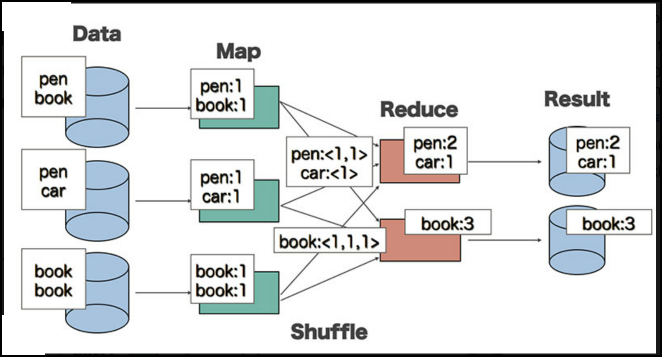 Data
Map
Reduce
Result
pen
book
pen:1
book:1
pen:<1,1>
car:<1>
pen:2
car:1
pen:2
car:1
pen
car
pen:1
car:1
book:<1,1,1>
book:3
book:3
book
book
book:1
book:1
Shuffle